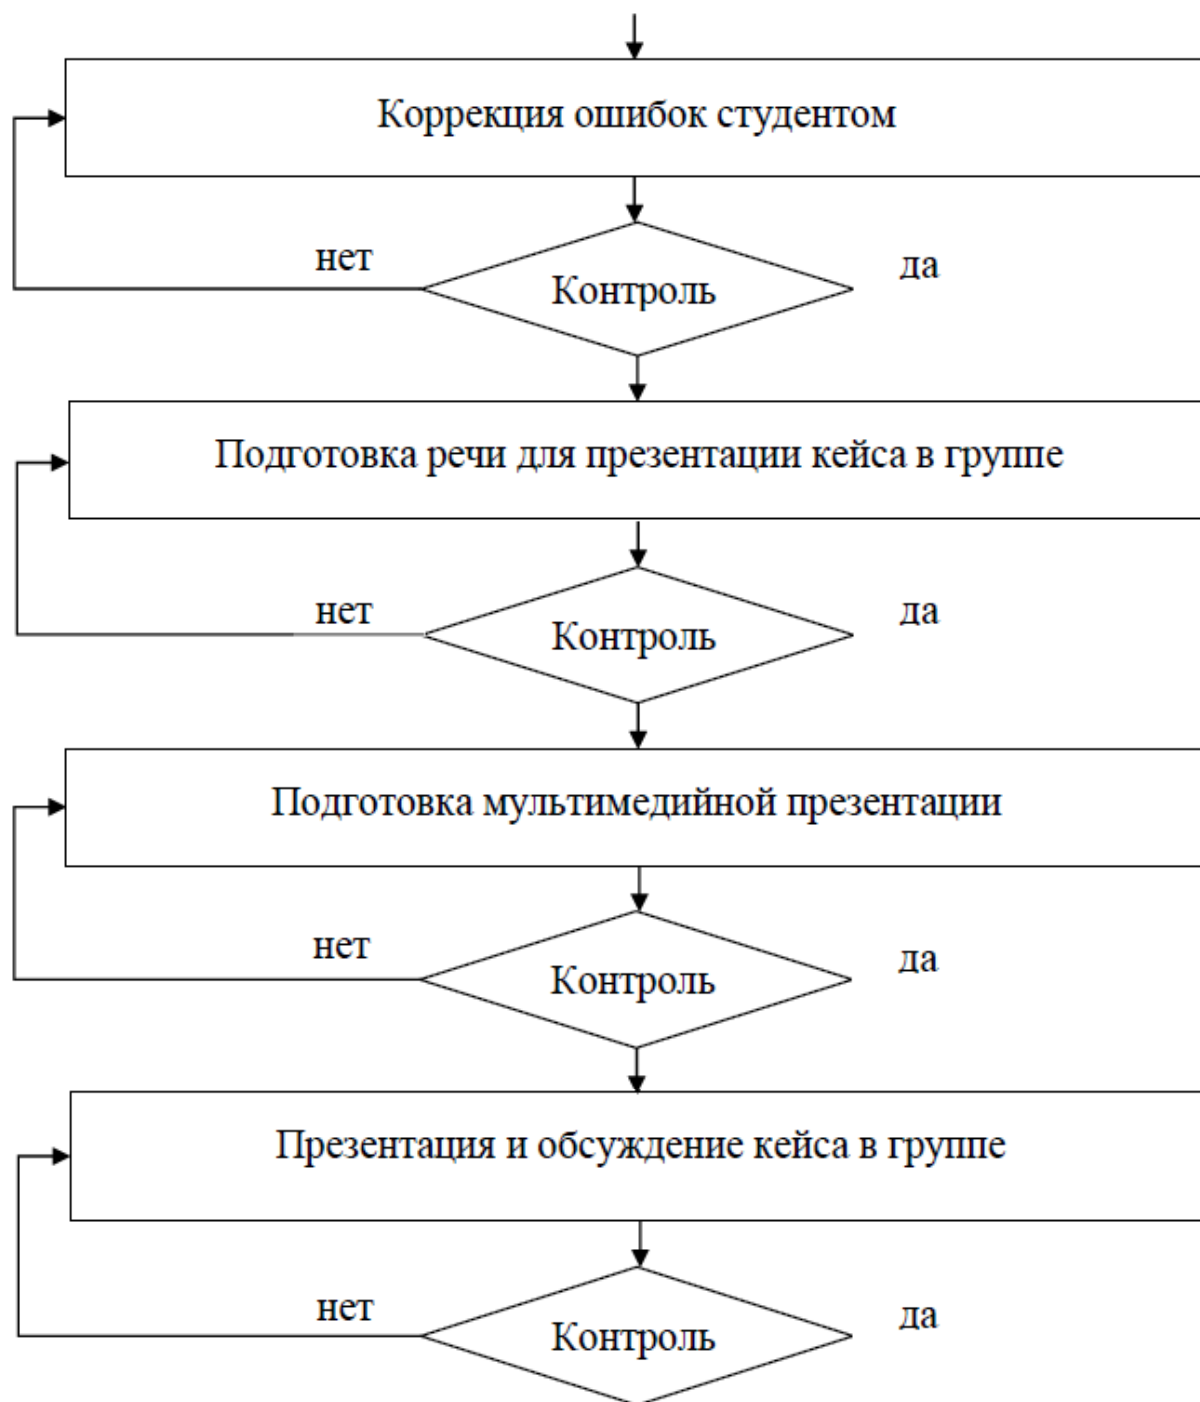 Коррекция ошибок студентом
нет
да
Контроль
Подготовка речи для презентации кейса в группе
нет
да
Контроль
Подготовка мультимедийной презентации
нет
да
Контроль
Презентация и обсуждение кейса в группе
нет
да
Контроль